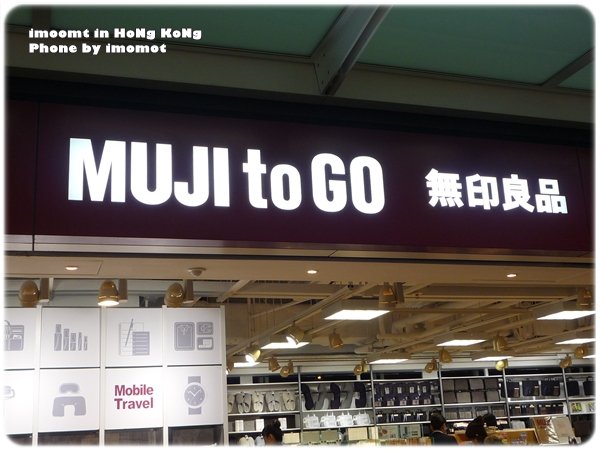 imoomt in HoNg KoNg
Phone by imomot
MUJI to GO 無印良品
Mobile
Travel